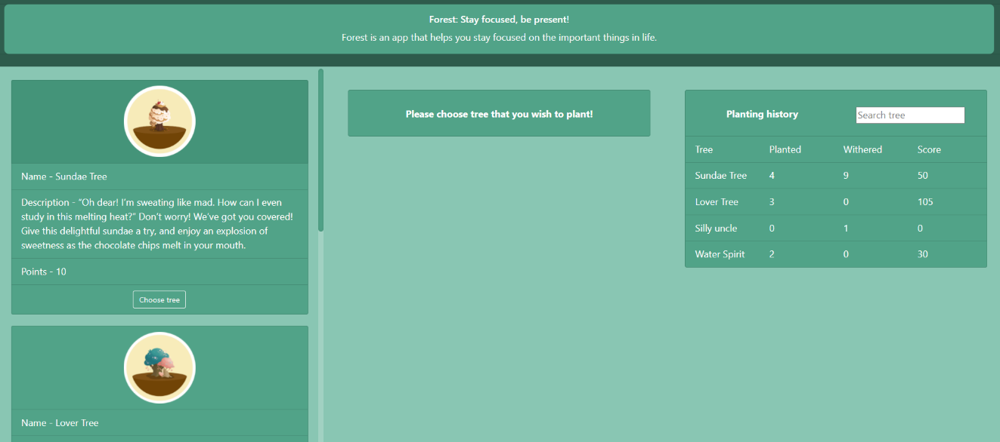 Forest: Stay focused, be present!
Forest is an app that helps you stay focused on the important things in life.
Name - Sundae Tree
Description - “Oh dear! I’m sweating like mad. How can I even
study in this melting heat?” Don’t worry! We’ve got you covered!
Give this delightful sundae a try, and enjoy an explosion of
sweetness as the chocolate chips melt in your mouth.
Points - 10
Choose tree
Name - Lover Tree
Please choose tree that you wish to plant!
Planting history Search tree
Tree Planted Withered Score
Sundae Tree 4 9 50
Lover Tree 3 0 105
Silly uncle 0 1 0
Water Spirit 2 0 30